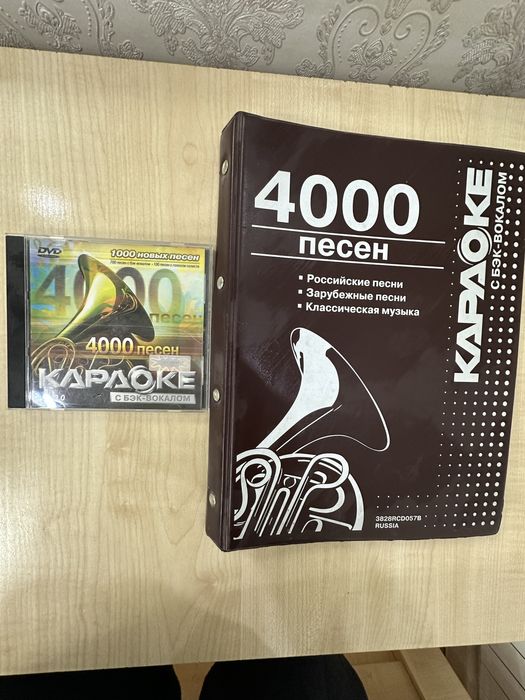 DVD
1000 новых песен
4000
песен
4000 песен
КАРАОКЕ
С БЭК-ВОКАЛОМ
4000
песен
Российские песни
Зарубежные песни
Классическая музыка
КАРАОКЕ
С БЭК-ВОКАЛОМ
3828RCD057B
RUSSIA